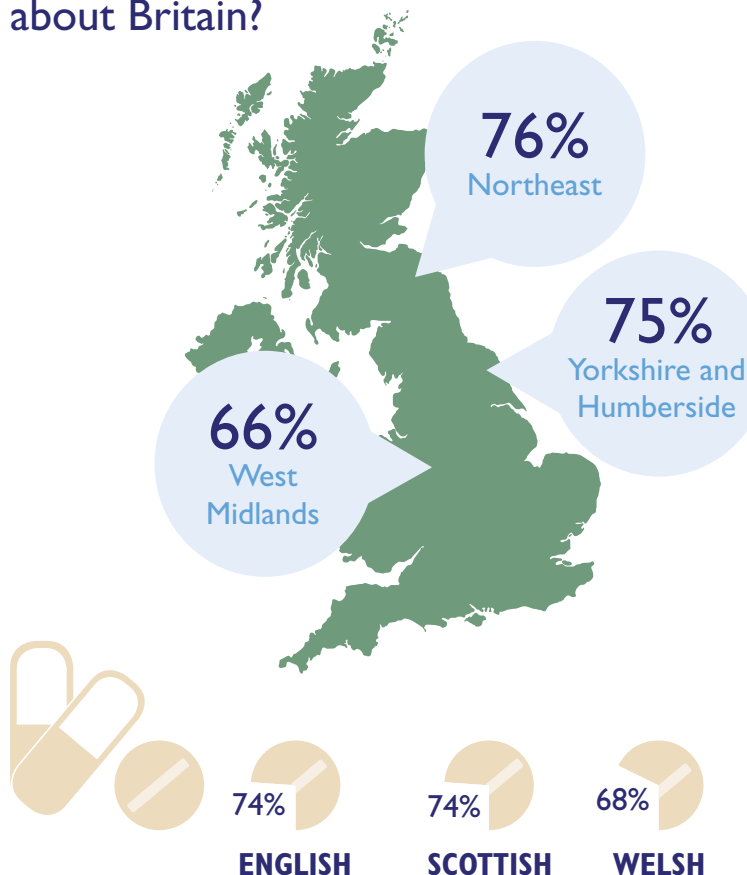 about Britain?
76%
Northeast
75%
Yorkshire and
Humberside
66%
West
Midlands
74%
74%
68%
ENGLISH
SCOTTISH
WELSH